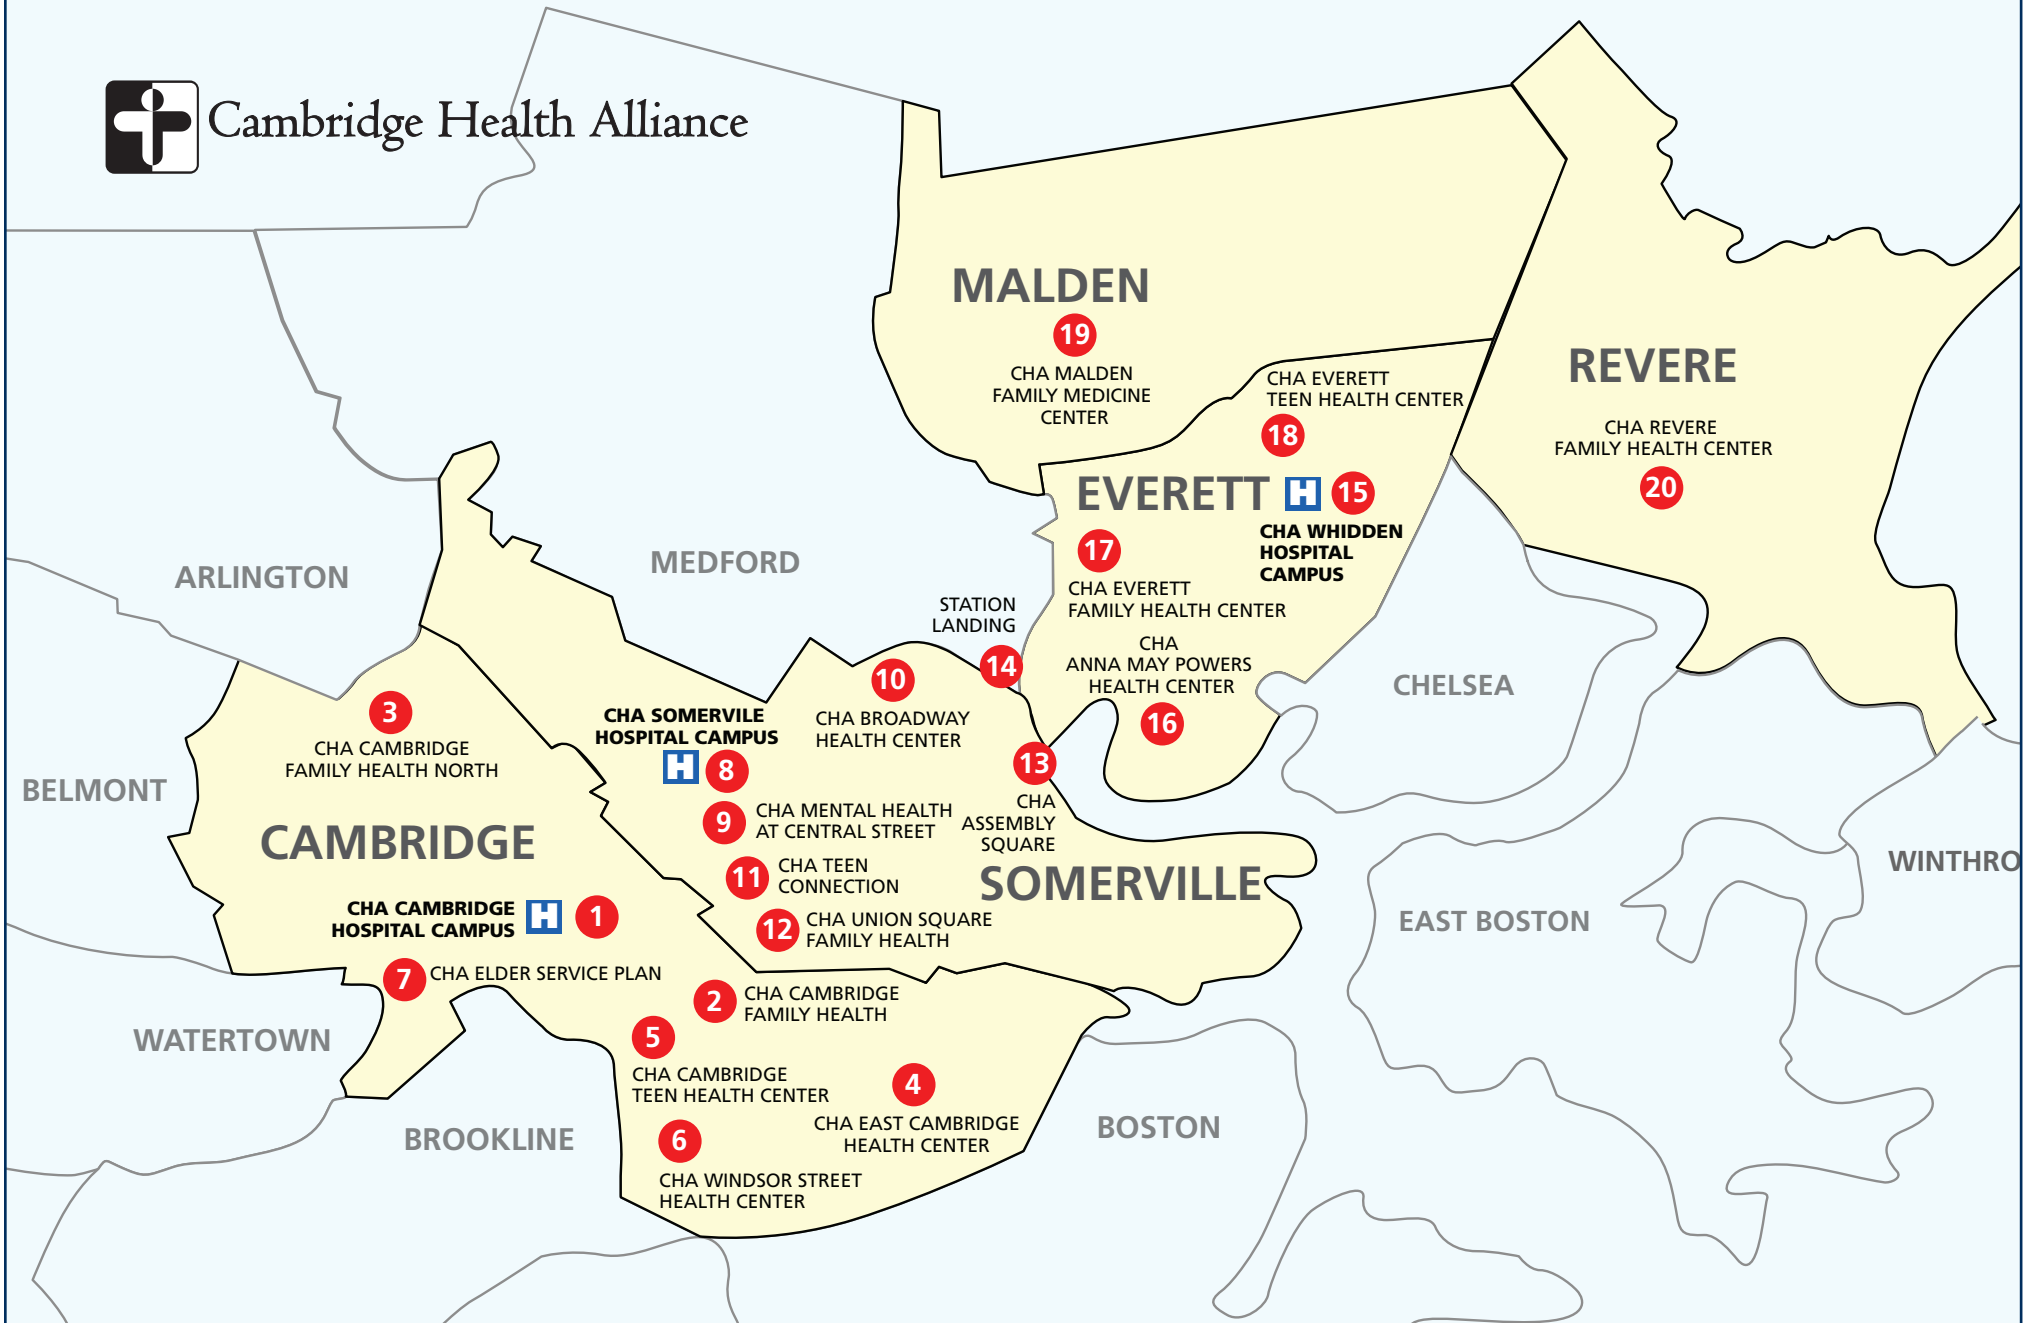 Cambridge Health Alliance
MALDEN
19
CHA MALDEN
FAMILY MEDICINE
CENTER
REVERE
CHA REVERE
FAMILY HEALTH CENTER
20
CHA EVERETT
TEEN HEALTH CENTER
18
EVERETT
H
15
CHA WHIDDEN
HOSPITAL
CAMPUS
17
CHA EVERETT
FAMILY HEALTH CENTER
CHA
ANNA MAY POWERS
HEALTH CENTER
16
ARLINGTON
MEDFORD
STATION
LANDING
14
CHELSEA
10
CHA BROADWAY
HEALTH CENTER
3
CHA CAMBRIDGE
FAMILY HEALTH NORTH
CHA SOMERVILE
HOSPITAL CAMPUS
H
8
13
CHA
ASSEMBLY
SQUARE
BELMONT
9
CHA MENTAL HEALTH
AT CENTRAL STREET
CAMBRIDGE
11
CHA TEEN
CONNECTION
SOMERVILLE
WINTHRO
CHA CAMBRIDGE
HOSPITAL CAMPUS
H
1
12
CHA UNION SQUARE
FAMILY HEALTH
EAST BOSTON
7
CHA ELDER SERVICE PLAN
2
CHA CAMBRIDGE
FAMILY HEALTH
WATERTOWN
5
CHA CAMBRIDGE
TEEN HEALTH CENTER
4
CHA EAST CAMBRIDGE
HEALTH CENTER
BROOKLINE
BOSTON
6
CHA WINDSOR STREET
HEALTH CENTER